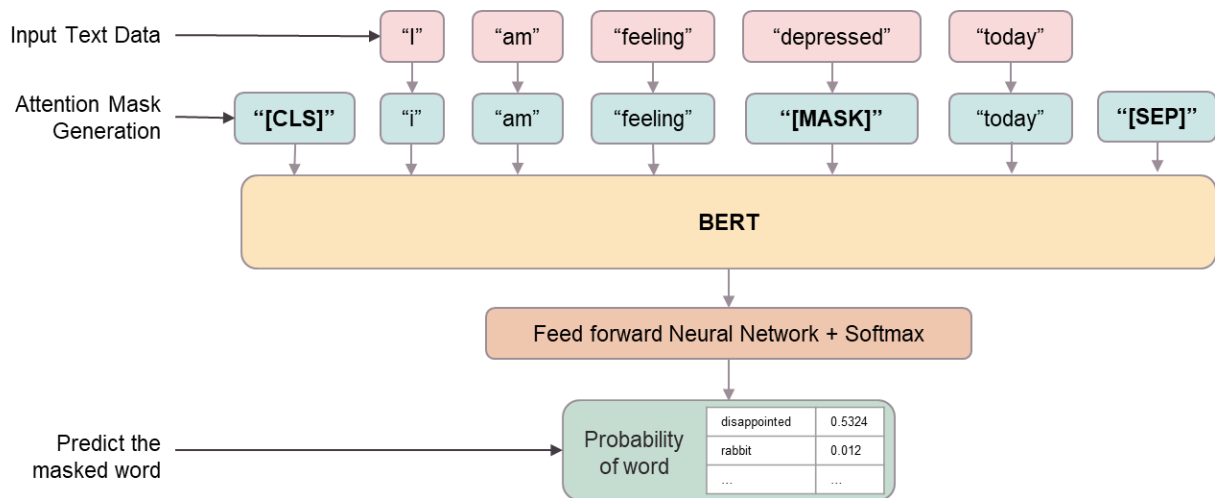 Input Text Data
“I”
“am”
“feeling”
“depressed”
“today”
Attention Mask
Generation
“[CLS]”
“i”
“am”
“feeling”
“[MASK]”
“today”
“[SEP]”
BERT
Feed forward Neural Network + Softmax
Predict the
masked word
Probability
of word
disappointed 0.5324
rabbit 0.012
... ...